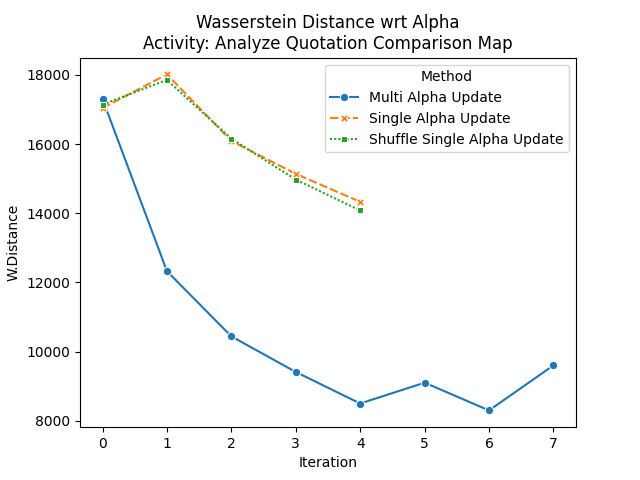 Wasserstein Distance wrt Alpha
Activity: Analyze Quotation Comparison Map
Method
Multi Alpha Update
Single Alpha Update
Shuffle Single Alpha Update
W.Distance
18000
16000
14000
12000
10000
8000
0 1 2 3 4 5 6 7
Iteration